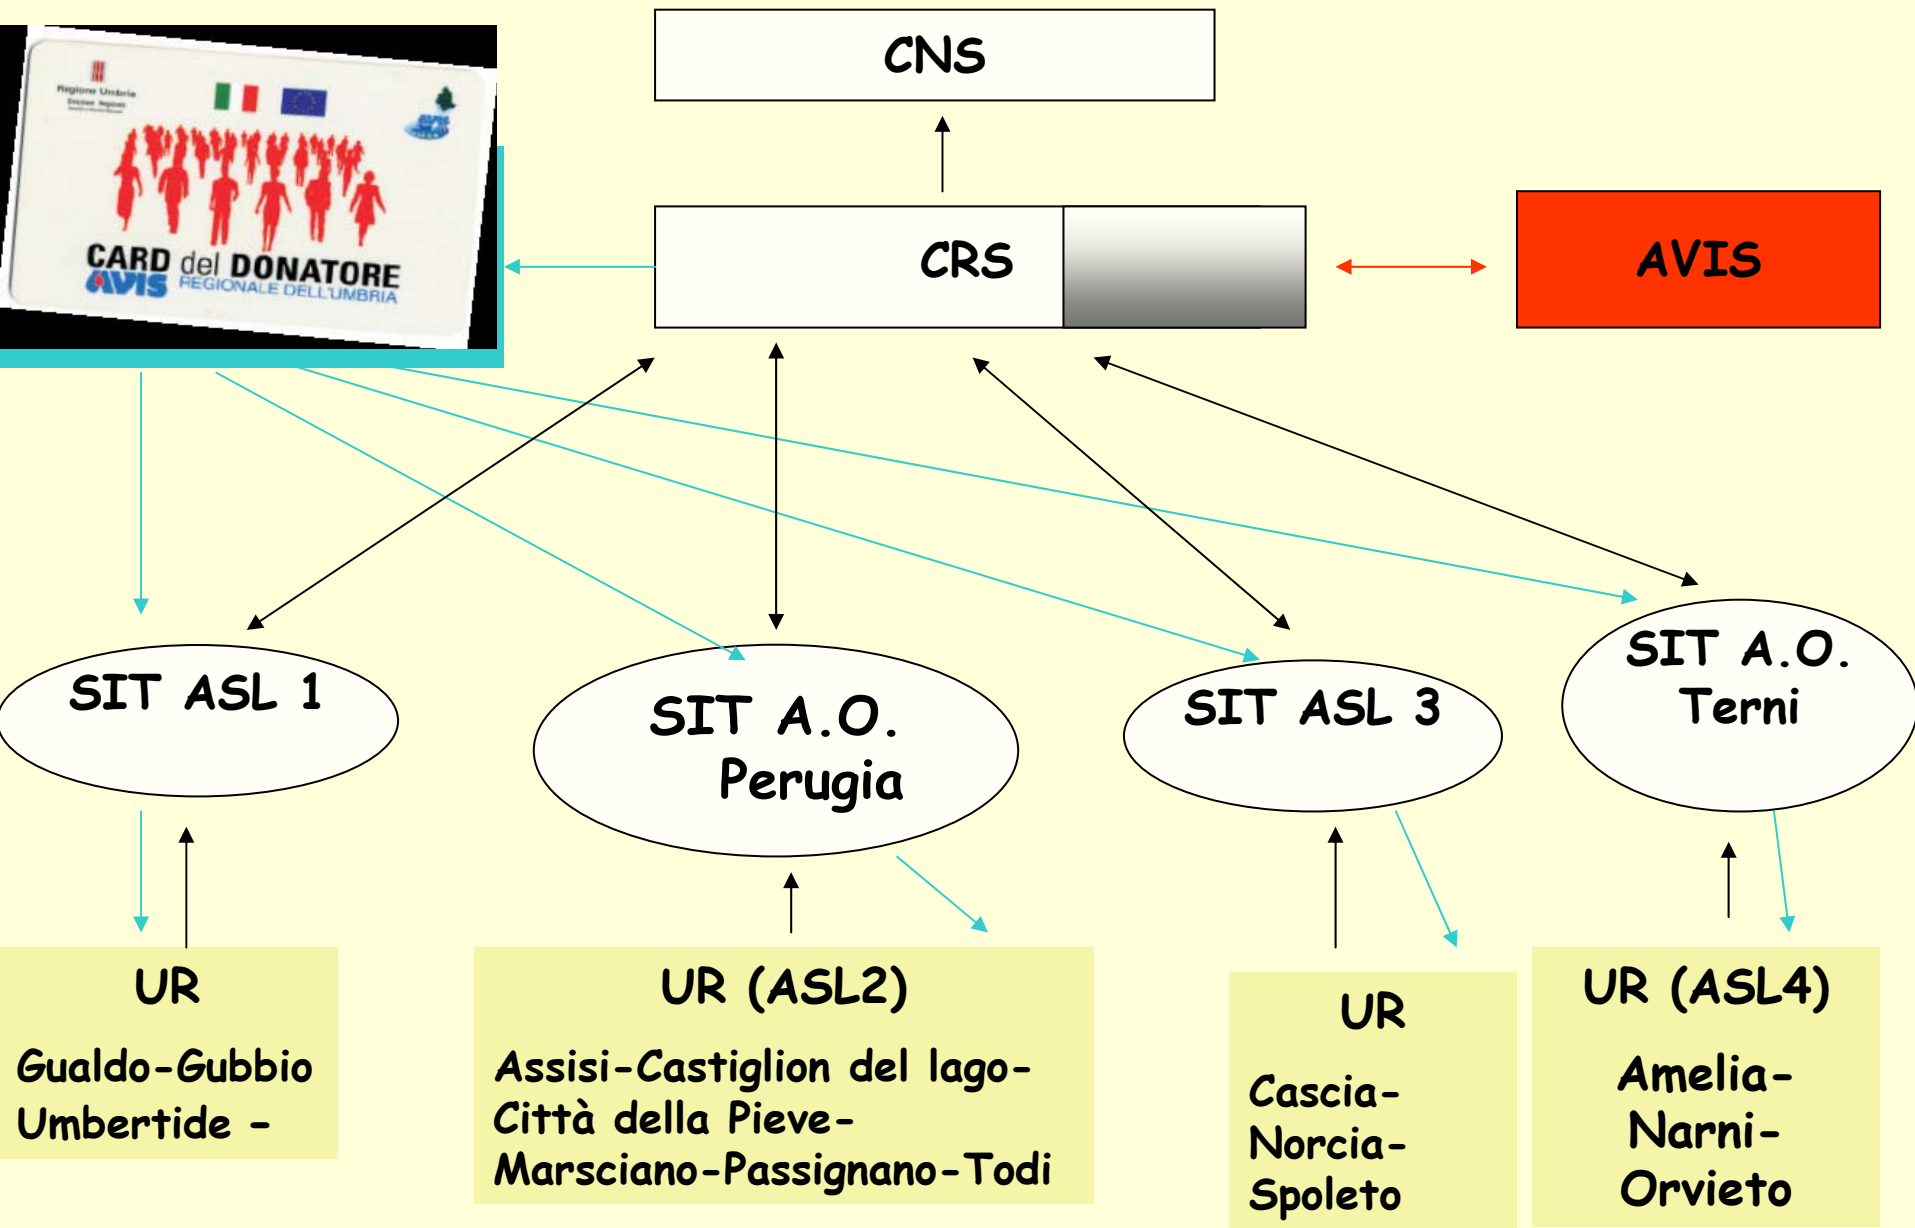 Regione Umbria
AVIS
CARD del DONATORE
AVIS REGIONALE DELL'UMBRIA
CNS
CRS
AVIS
SIT ASL 1
SIT A.O.
Perugia
SIT ASL 3
SIT A.O.
Terni
UR
Gualdo-Gubbio
Umbertide -
UR (ASL2)
Assisi-Castiglion del lago-
Città della Pieve-
Marsciano-Passignano-Todi
UR
Cascia-
Norcia-
Spoleto
UR (ASL4)
Amelia-
Narni-
Orvieto